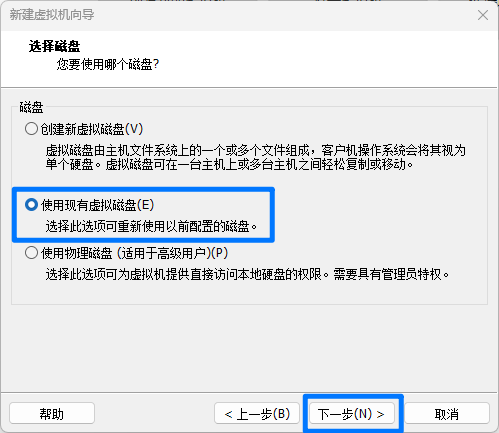 新建虚拟机向导
选择磁盘
您要使用哪个磁盘?
磁盘
创建新虚拟磁盘(V)
虚拟磁盘由主机文件系统上的一个或多个文件组成，客户机操作系统会将其视为
单个硬盘。虚拟磁盘可在一台主机上或多台主机之间轻松复制或移动。
使用现有虚拟磁盘(E)
选择此选项可重新使用以前配置的磁盘。
使用物理磁盘 (适用于高级用户)(P)
选择此选项可为虚拟机提供直接访问本地硬盘的权限。需要具有管理员特权。
帮助
< 上一步(B)
下一步(N) >
取消